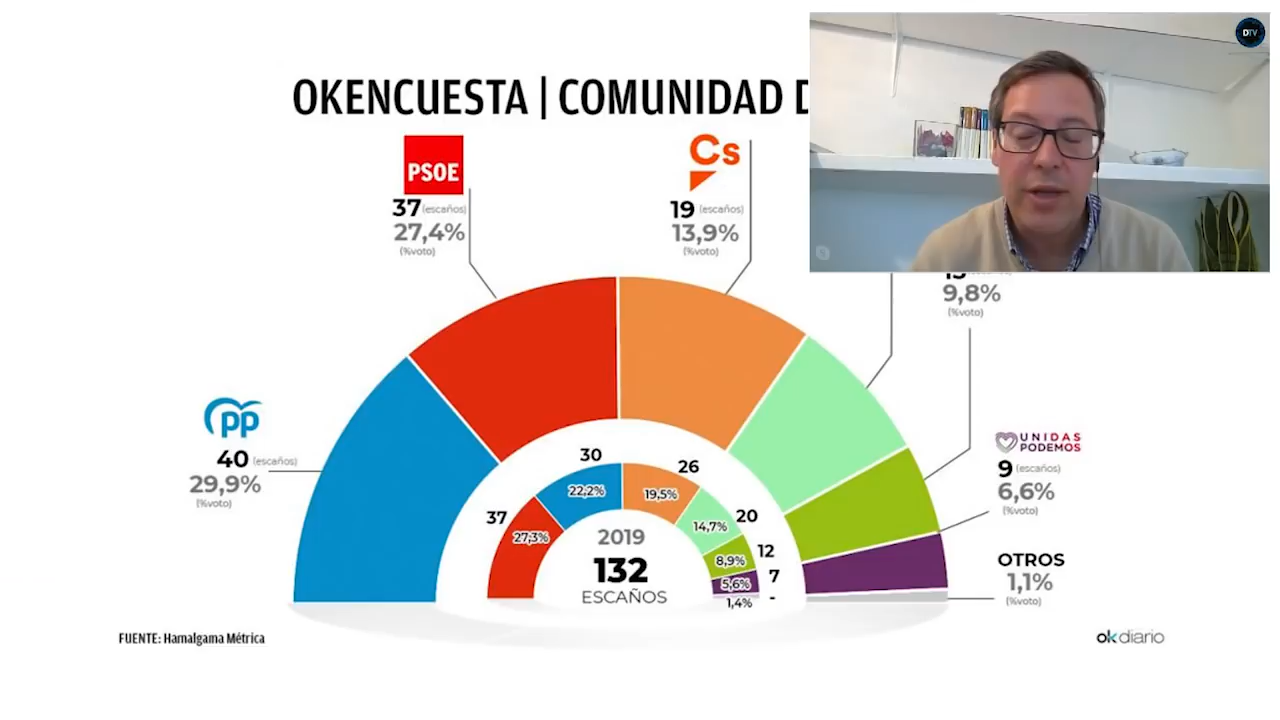 DTV
OKENCUESTA | COMUNIDAD
PSOE
37 (escaños)
27,4%
(%voto)
Cs
19 (escaños)
13,9%
(%voto)
9,8%
(%voto)
pp
40 (escaños)
29,9%
(%voto)
UNIDAS
PODEMOS
9 (escaños)
6,6%
(%voto)
OTROS
1,1%
(%voto)
30
26
37
20
12
7
-
22,2%
19,5%
27,3%
14,7%
8,9%
5,6%
1,4%
2019
132
ESCAÑOS
FUENTE: Hamalgama Métrica
okdiario